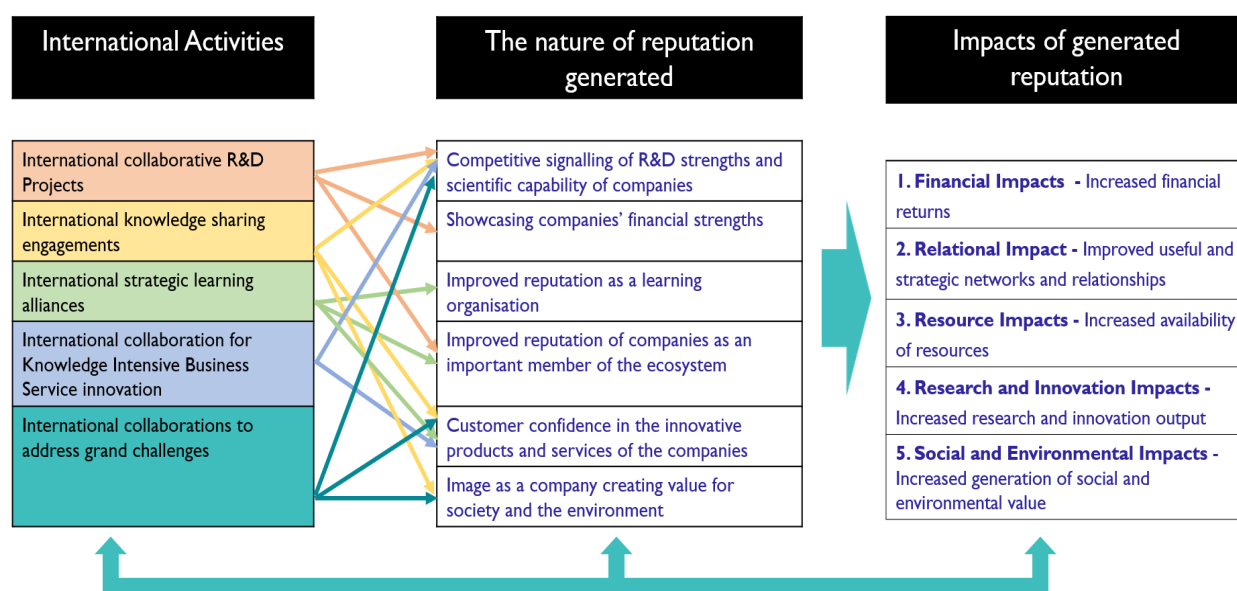 International Activities
The nature of reputation
generated
Impacts of generated
reputation
International collaborative R&D
Projects
International knowledge sharing
engagements
International strategic learning
alliances
International collaboration for
Knowledge Intensive Business
Service innovation
International collaborations to
address grand challenges
Competitive signalling of R&D strengths and
scientific capability of companies
Showcasing companies’ financial strengths
Improved reputation as a learning
organisation
Improved reputation of companies as an
important member of the ecosystem
Customer confidence in the innovative
products and services of the companies
Image as a company creating value for
society and the environment
1. Financial Impacts - Increased financial
returns
2. Relational Impact - Improved useful and
strategic networks and relationships
3. Resource Impacts - Increased availability
of resources
4. Research and Innovation Impacts -
Increased research and innovation output
5. Social and Environmental Impacts -
Increased generation of social and
environmental value